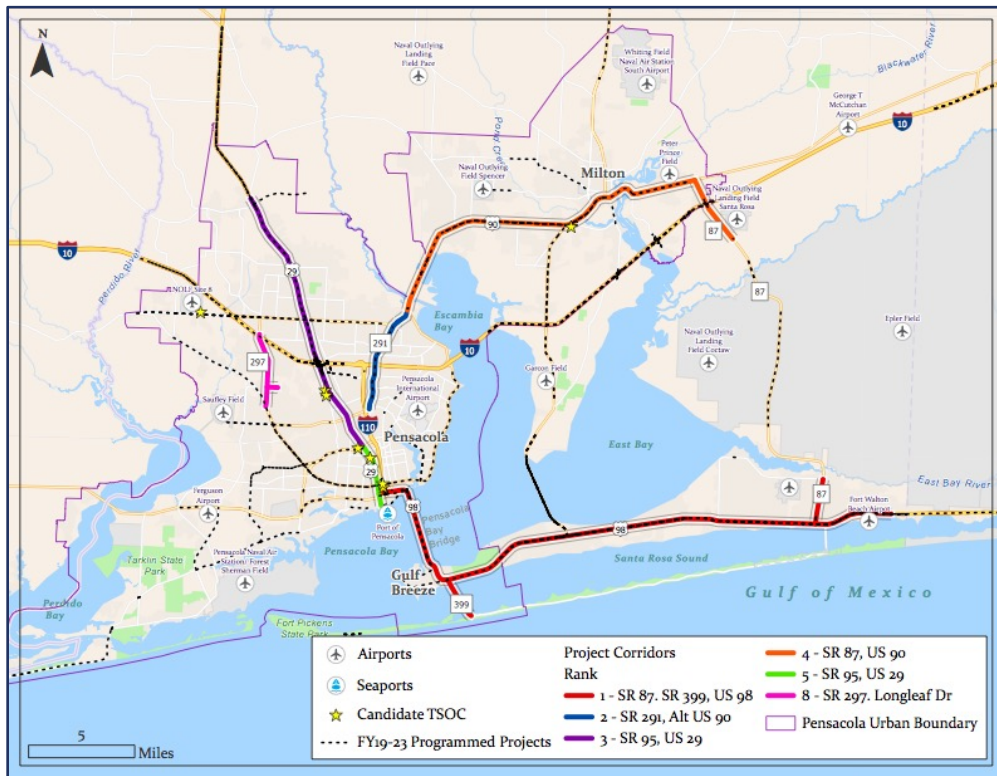 N
Naval Outlying
Landing
Field Pace
Whiting Field
Naval Air Station
South Airport
Blackwater River
George T
McCutchan
Airport
10
Peter
Prince
Field
Naval Outlying
Field Spencer
Milton
Naval Outlying
Landing Field
Santa Rosa
90
87
10
Perdido River
29
87
NOLF Site 8
Escambia
Bay
291
10
Epler Field
297
Naval Outlying
Landing
Field Coctaw
Garcon Field
Saufley Field
Pensacola
International
Airport
110
Pensacola
29
East Bay
East Bay River
87
Ferguson
Airport
98
Port of
Pensacola
Pensacola
Bay
Bridge
Fort Walton
Beach Airport
98
Pensacola Naval Air
Station/ Forest
Sherman Field
Pensacola Bay
Santa Rosa Sound
Tarklin State
Park
Gulf
Breeze
Gulf of Mexico
Perdido
Bay
399
Fort Pickens
State Park
Airports
Seaports
Candidate TSOC
FY19-23 Programmed Projects
Project Corridors
Rank
1 - SR 87. SR 399, US 98
2 - SR 291, Alt US 90
3 - SR 95, US 29
4 - SR 87, US 90
5 - SR 95, US 29
8 - SR 297. Longleaf Dr
Pensacola Urban Boundary
5
Miles